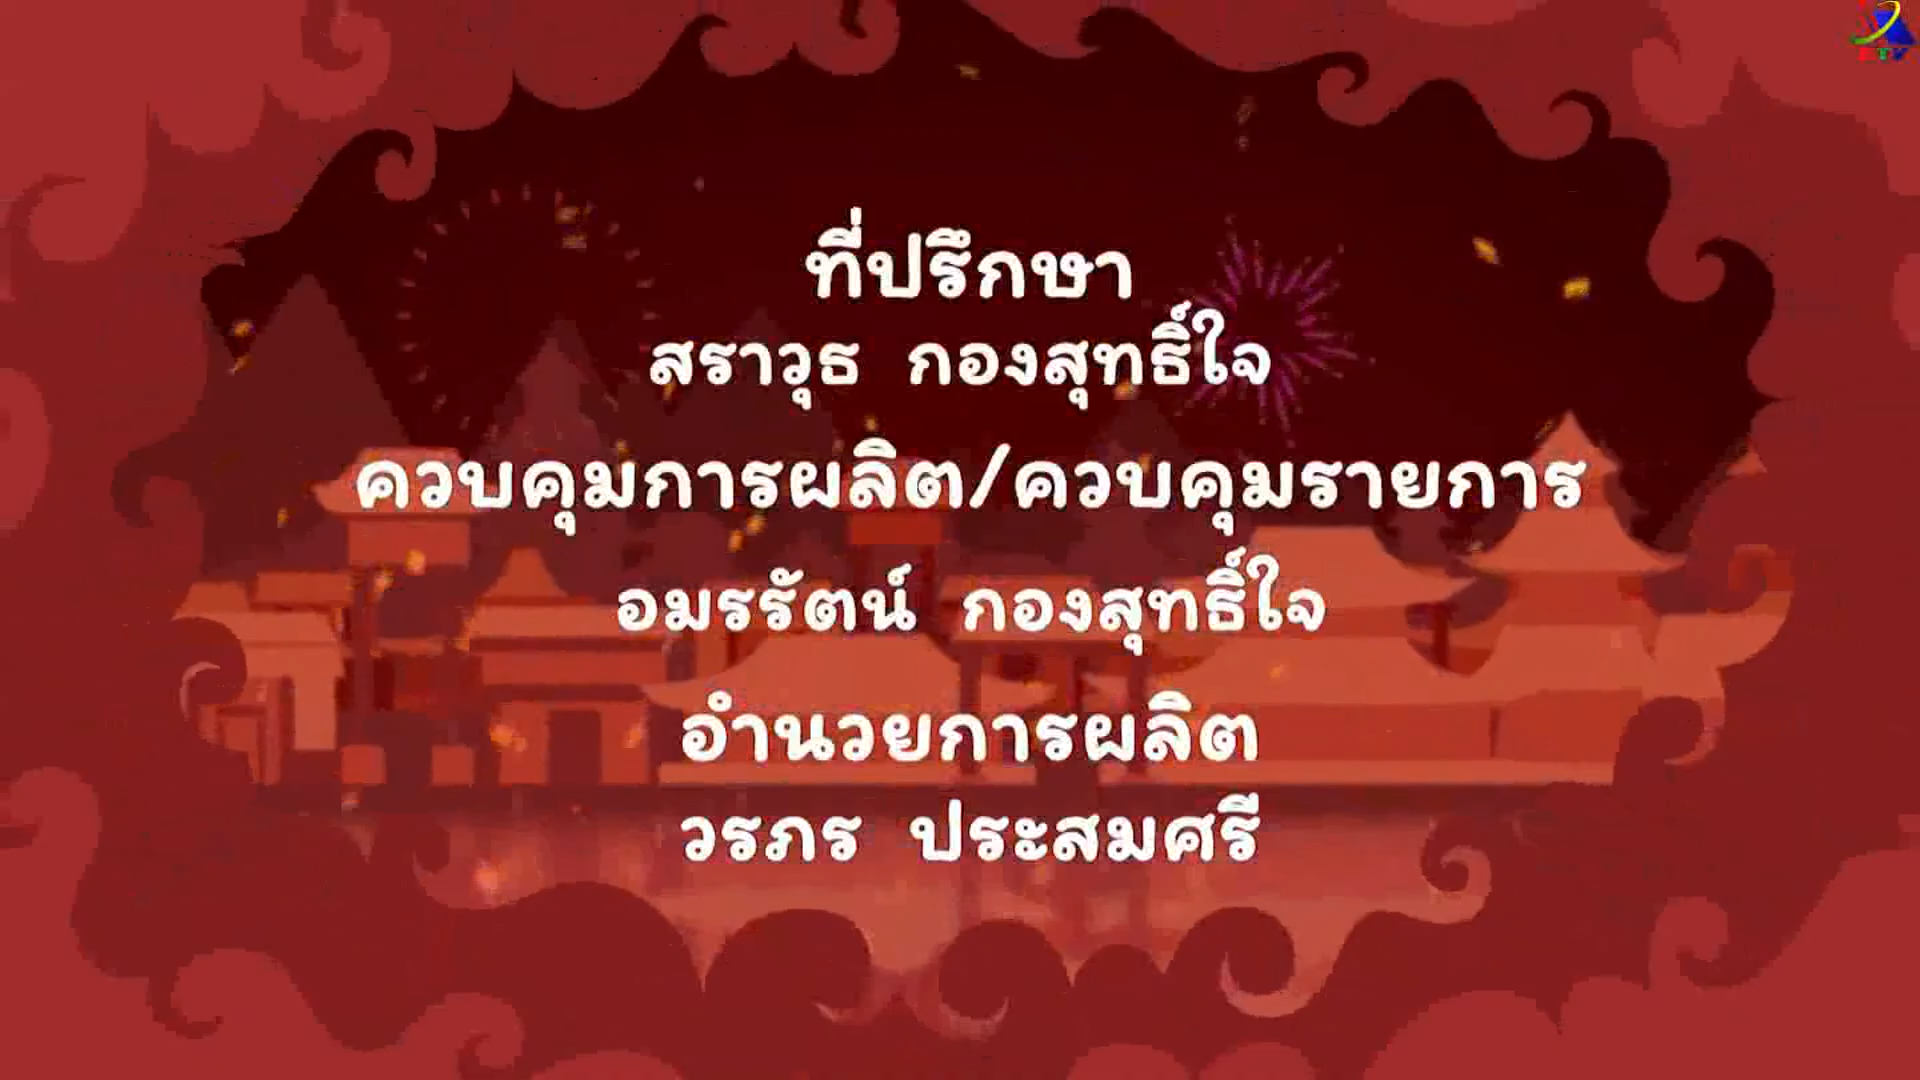 ที่ปรึกษา
สราวุธ กองสุทธิ์ใจ
ควบคุมการผลิต/ควบคุมรายการ
อมรรัตน์ กองสุทธิ์ใจ
อำนวยการผลิต
วรภร ประสมศรี